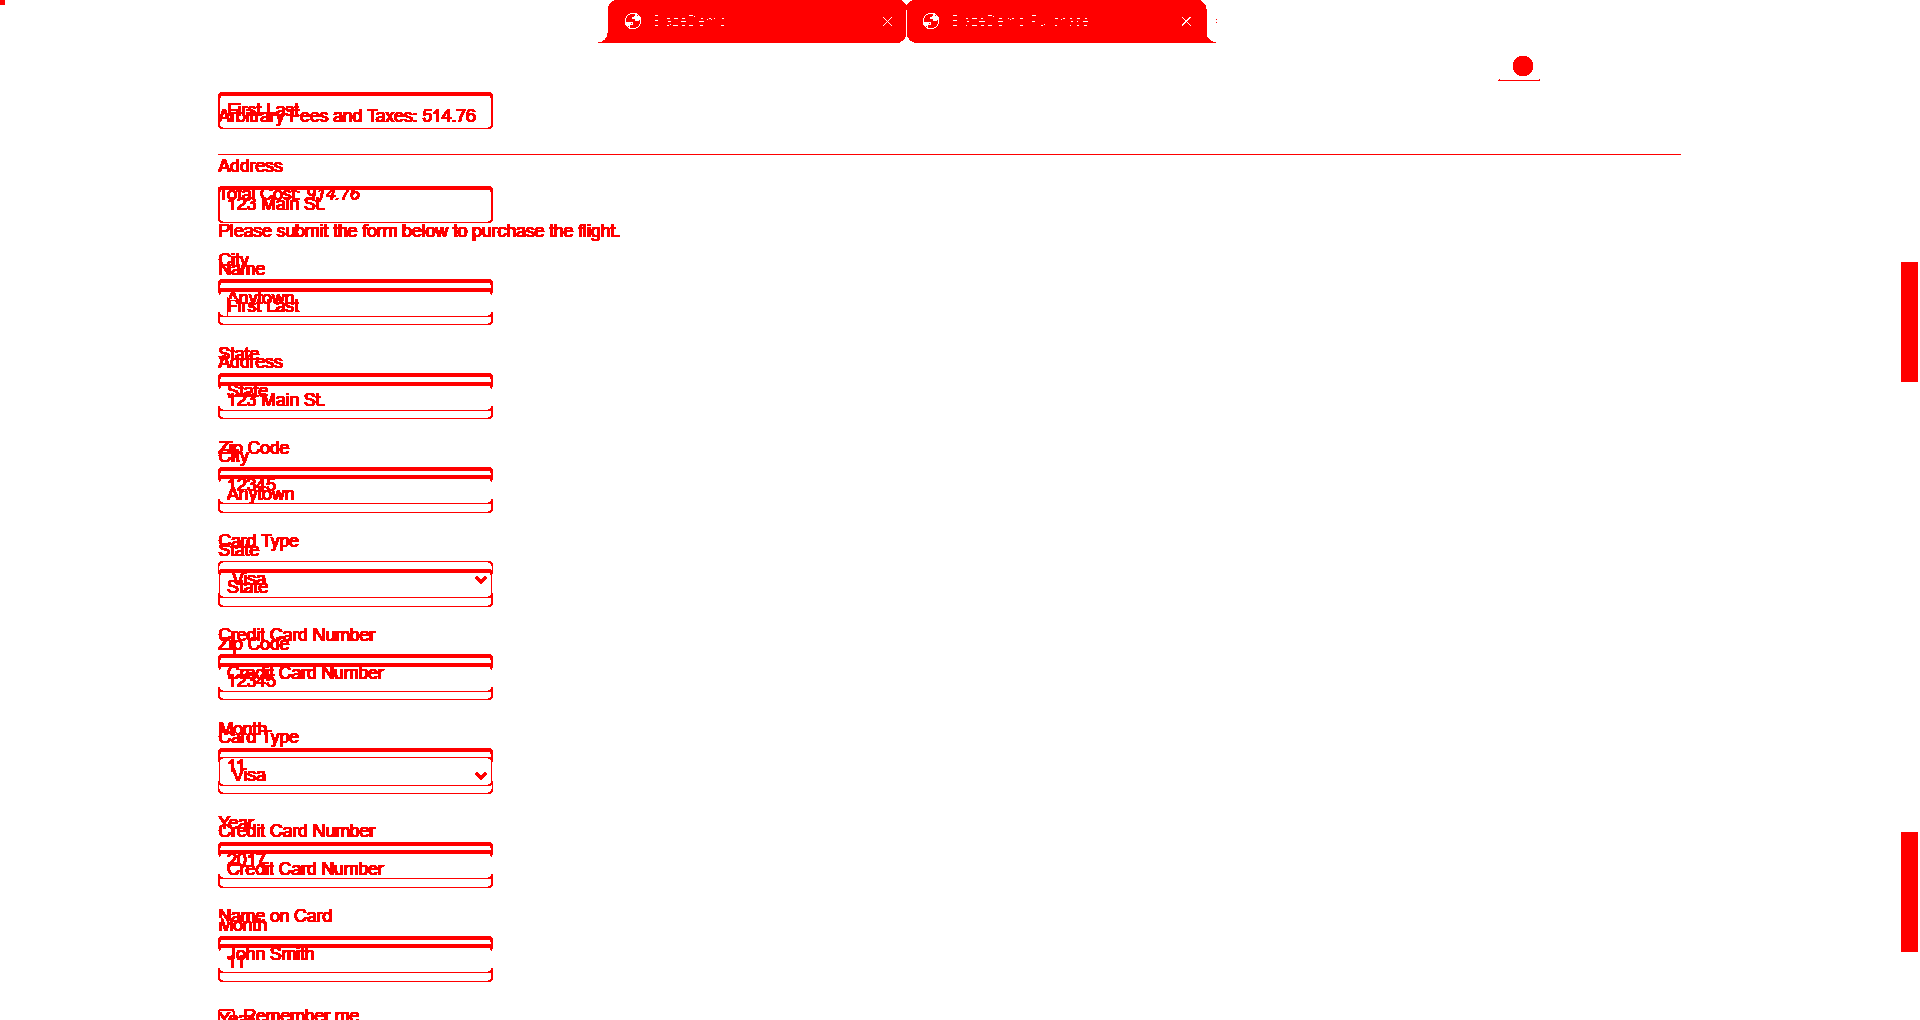 BlazeDemo
BlazeDemo Purchase
First Last
Arbitrary Fees and Taxes: 514.76
Address
Total Cost: 914.76
123 Main St.
Please submit the form below to purchase the flight.
City
Name
Anytown
First Last
State
Address
State
123 Main St.
Zip Code
City
12345
Anytown
Card Type
State
Visa
State
Credit Card Number
Zip Code
Credit Card Number
12345
Month
Card Type
11
Visa
Year
Credit Card Number
2017
Credit Card Number
Name on Card
Month
John Smith
11
Remember me
Year